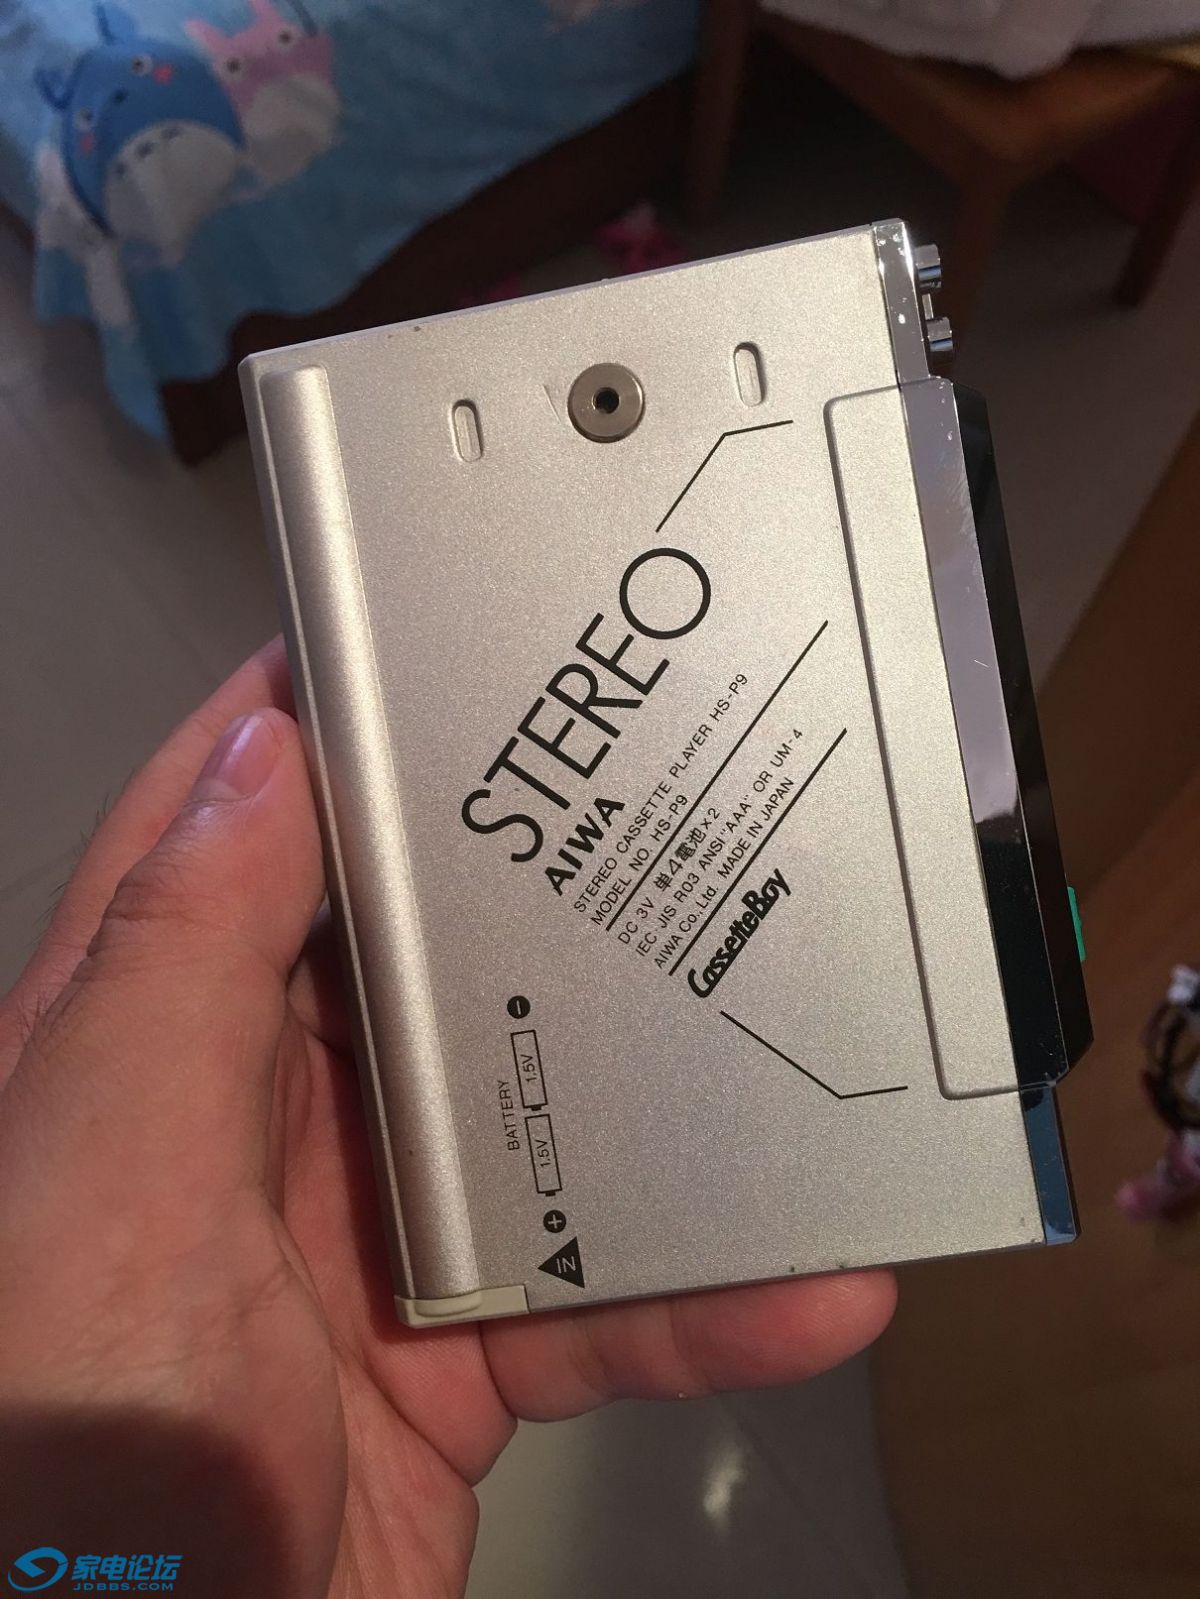 STEREO
AIWA
STEREO CASSETTE PLAYER HS-P9
MODEL NO. HS-P9
DC 3V 単4電池×2
IEC JIS R03 ANSI "AAA" OR UM-4
AIWA Co.,Ltd. MADE IN JAPAN
CassetteBoy
BATTERY
1.5V 1.5V
IN
家电论坛
JDBBS.COM